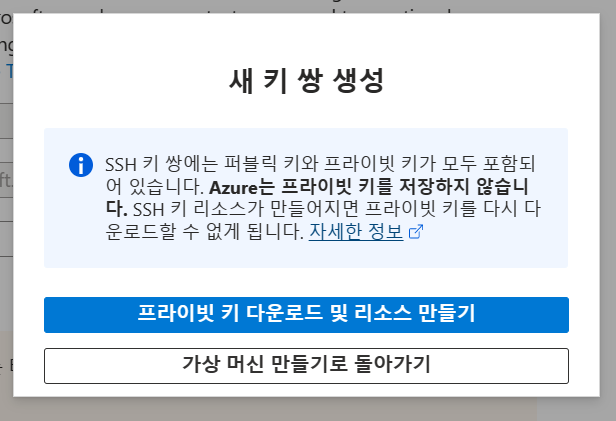 새 키 쌍 생성
SSH 키 쌍에는 퍼블릭 키와 프라이빗 키가 모두 포함되
어 있습니다. Azure는 프라이빗 키를 저장하지 않습니
다. SSH 키 리소스가 만들어지면 프라이빗 키를 다시 다
운로드할 수 없게 됩니다. 자세한 정보
프라이빗 키 다운로드 및 리소스 만들기
가상 머신 만들기로 돌아가기